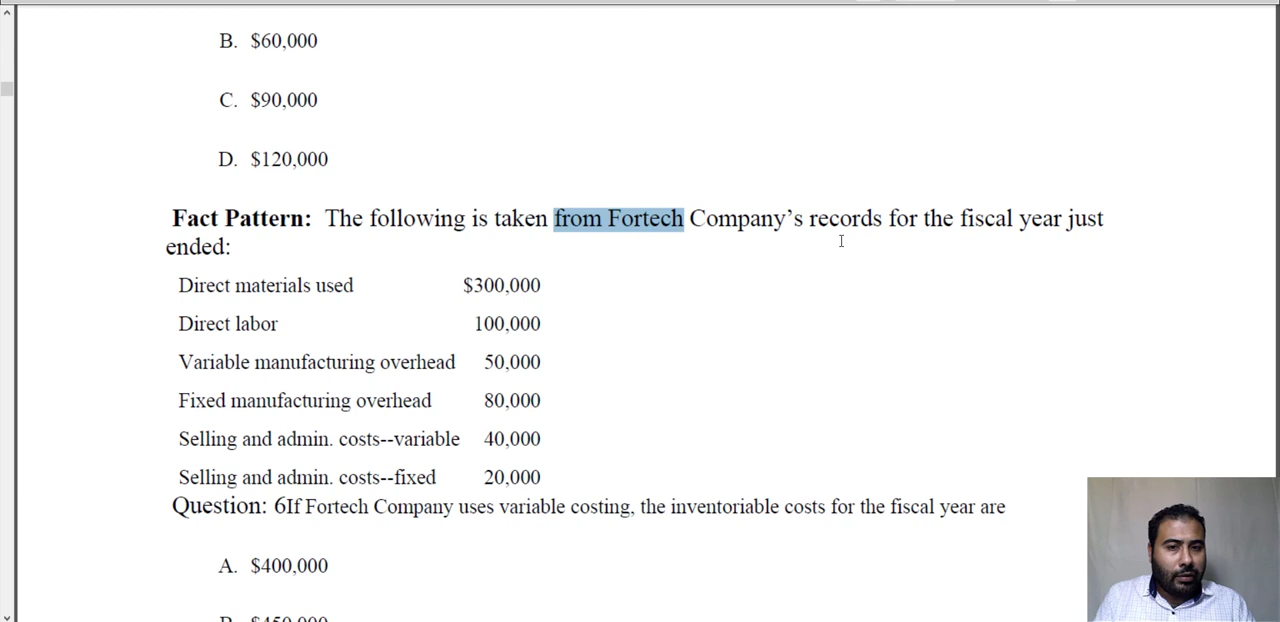 B. $60,000
C. $90,000
D. $120,000
Fact Pattern: The following is taken from Fortech Company’s records for the fiscal year just
ended:
Direct materials used $300,000
Direct labor 100,000
Variable manufacturing overhead 50,000
Fixed manufacturing overhead 80,000
Selling and admin. costs--variable 40,000
Selling and admin. costs--fixed 20,000
Question: 6If Fortech Company uses variable costing, the inventoriable costs for the fiscal year are
A. $400,000